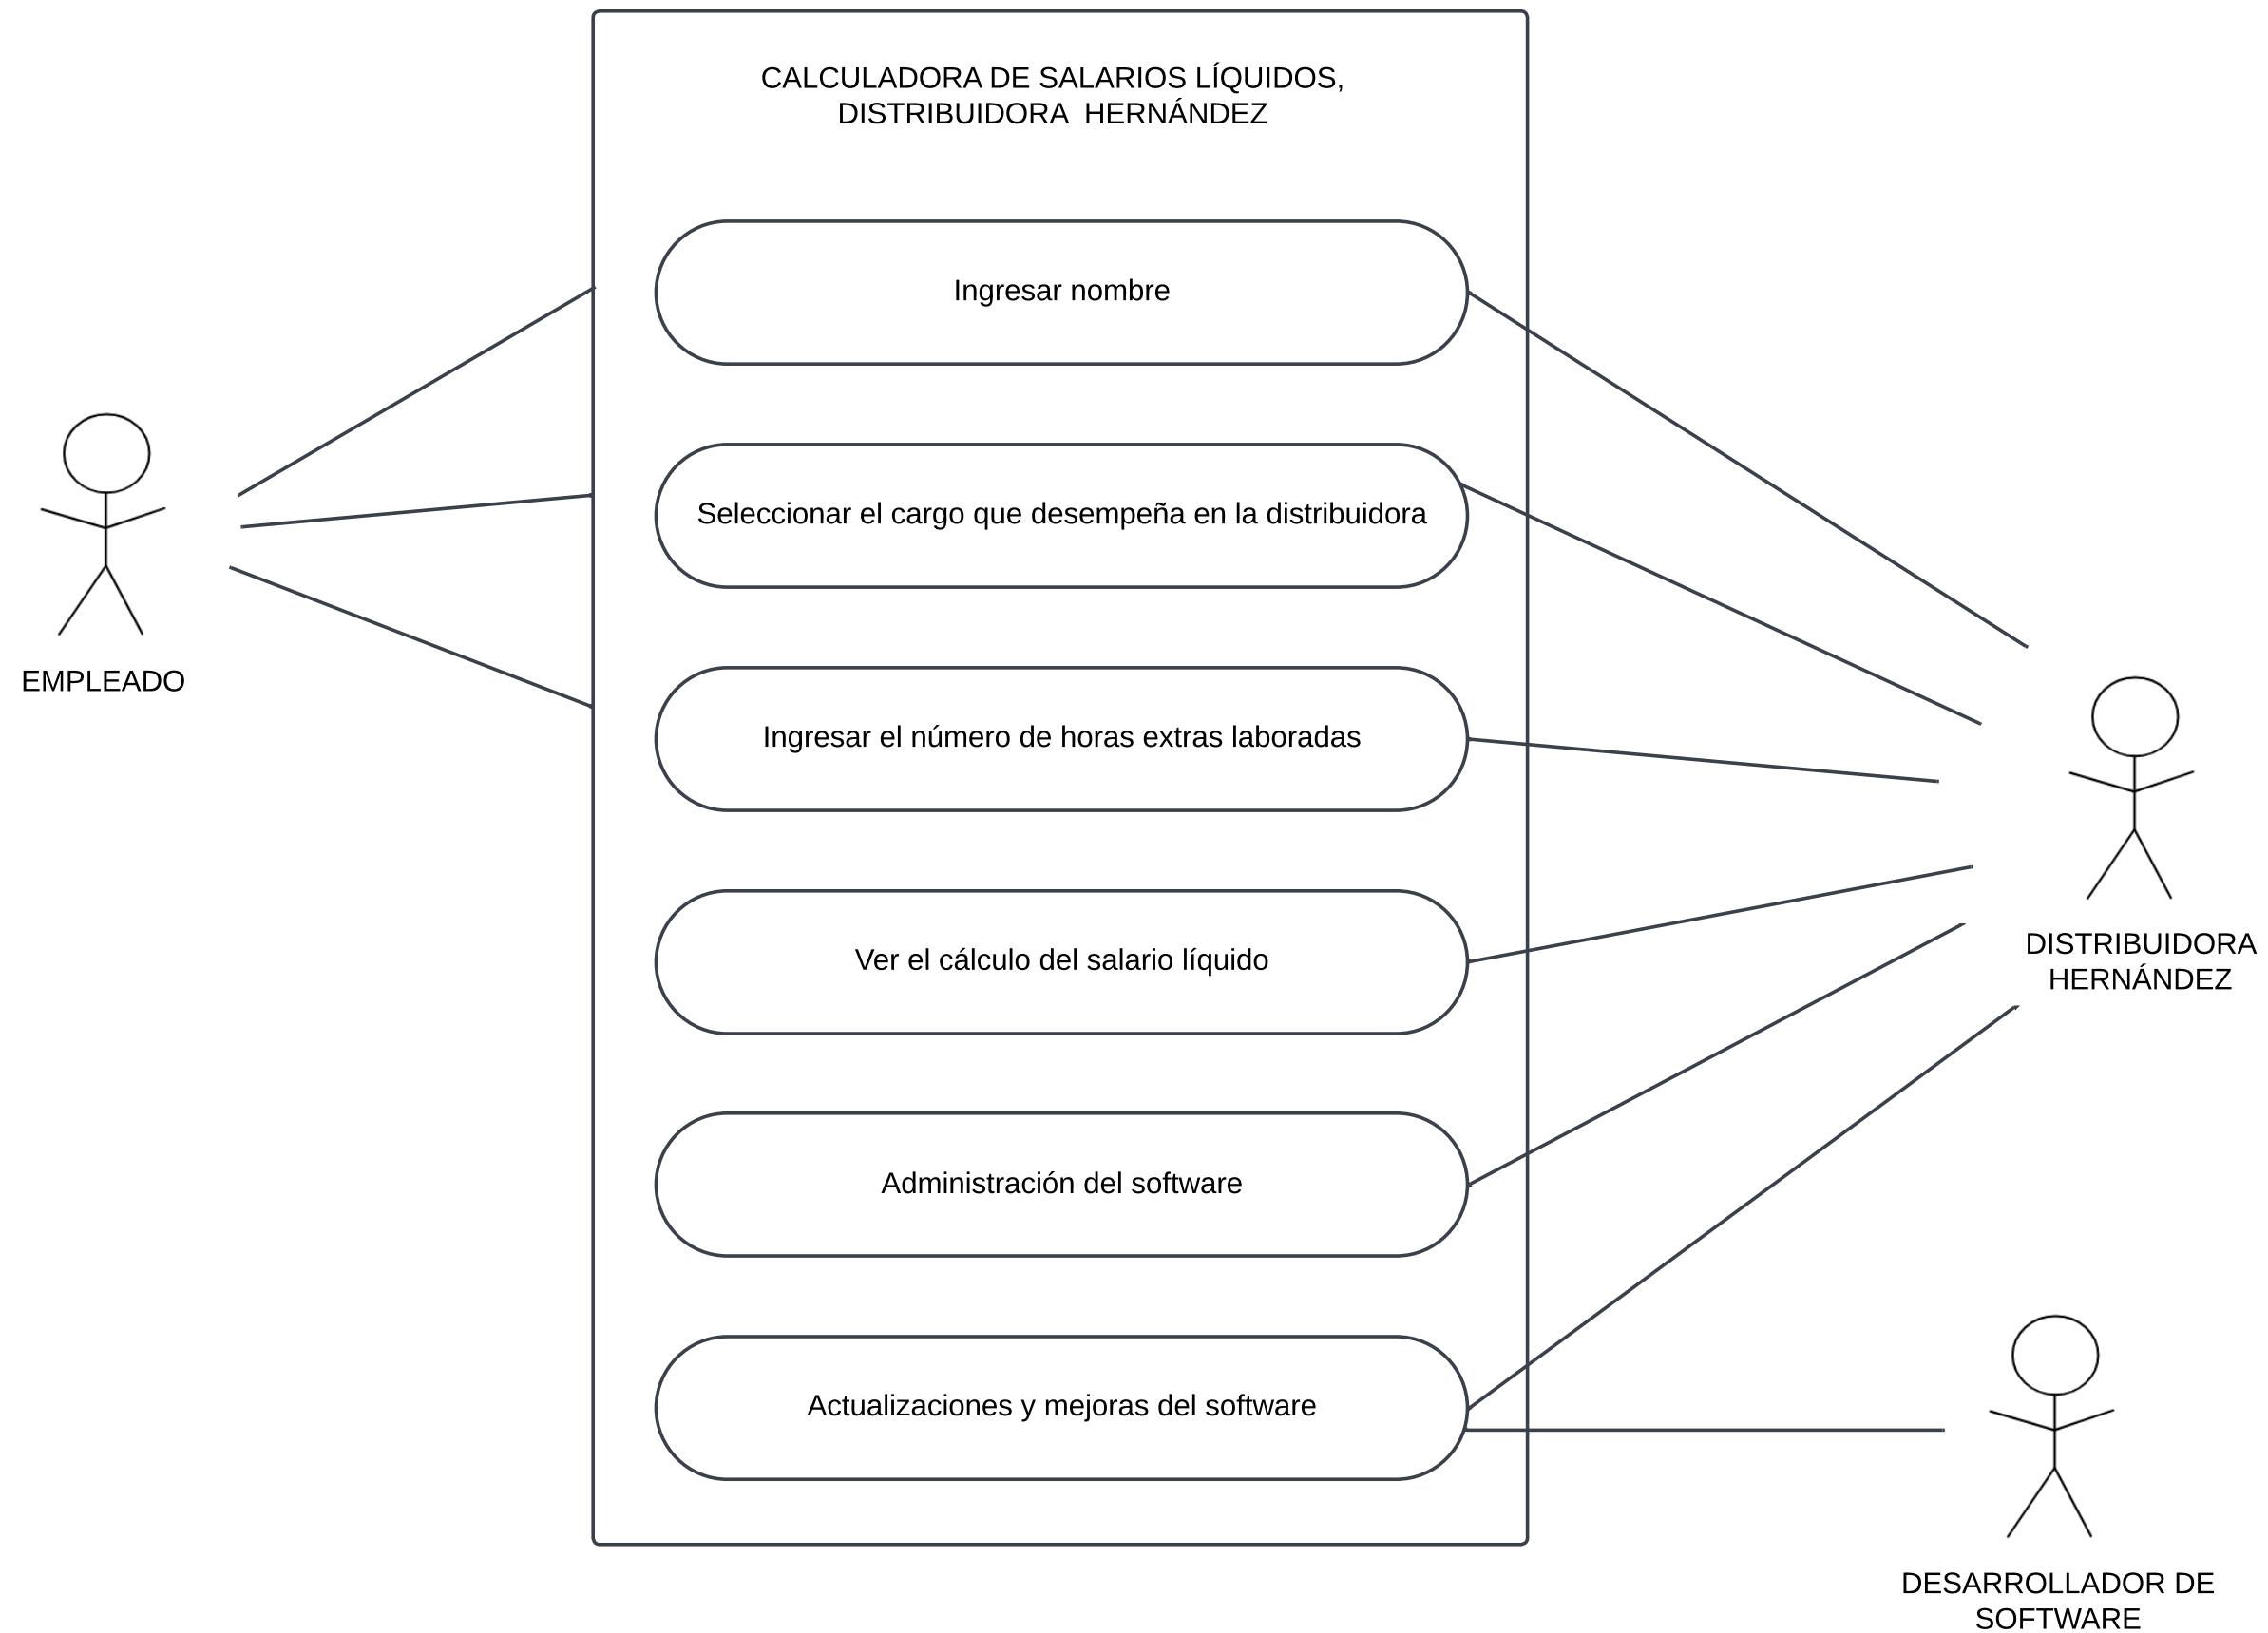 CALCULADORA DE SALARIOS LÍQUIDOS,
DISTRIBUIDORA  HERNÁNDEZ
Ingresar nombre
Seleccionar el cargo que desempeña en la distribuidora
EMPLEADO
Ingresar el número de horas extras laboradas
Ver el cálculo del salario líquido
DISTRIBUIDORA
HERNÁNDEZ
Administración del software
Actualizaciones y mejoras del software
DESARROLLADOR DE
SOFTWARE